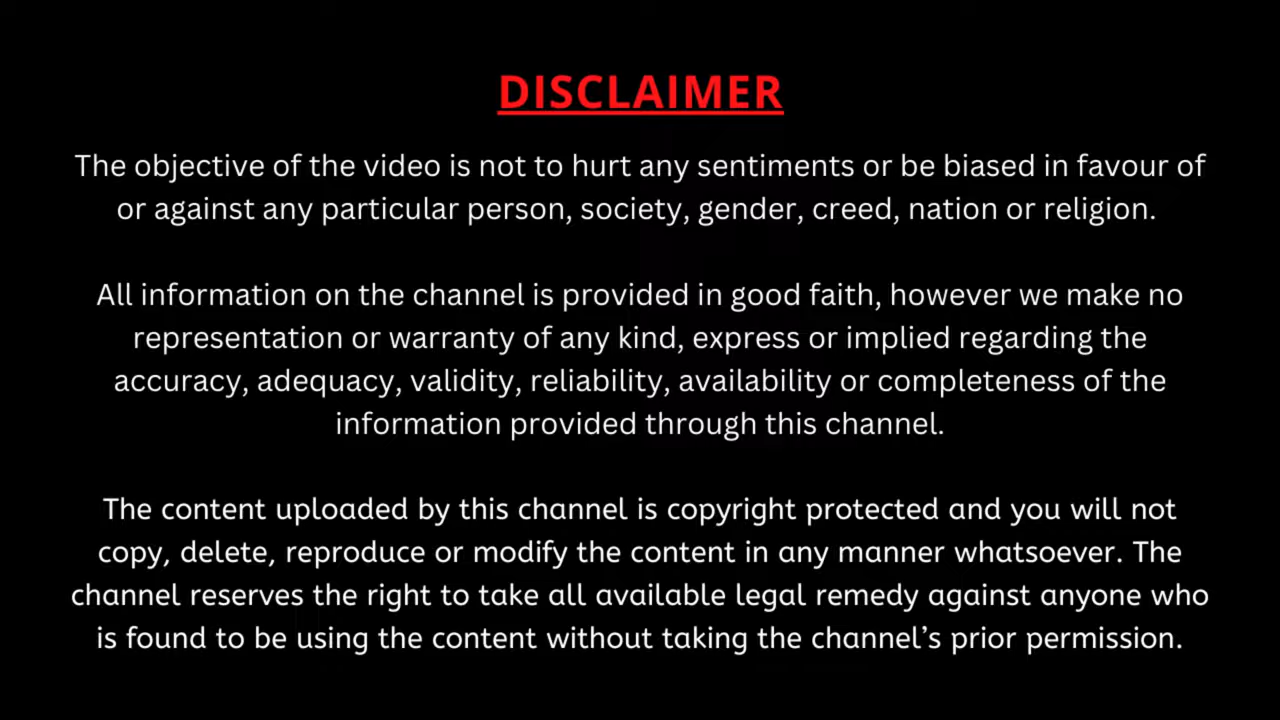 DISCLAIMER
The objective of the video is not to hurt any sentiments or be biased in favour of
or against any particular person, society, gender, creed, nation or religion.
All information on the channel is provided in good faith, however we make no
representation or warranty of any kind, express or implied regarding the
accuracy, adequacy, validity, reliability, availability or completeness of the
information provided through this channel.
The content uploaded by this channel is copyright protected and you will not
copy, delete, reproduce or modify the content in any manner whatsoever. The
channel reserves the right to take all available legal remedy against anyone who
is found to be using the content without taking the channel’s prior permission.